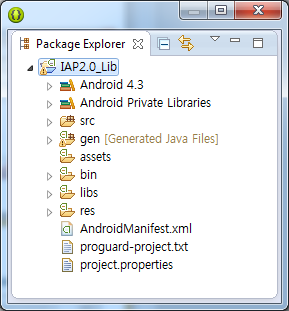 Package Explorer
IAP2.0_Lib
Android 4.3
Android Private Libraries
src
gen [Generated Java Files]
assets
bin
libs
res
AndroidManifest.xml
proguard-project.txt
project.properties